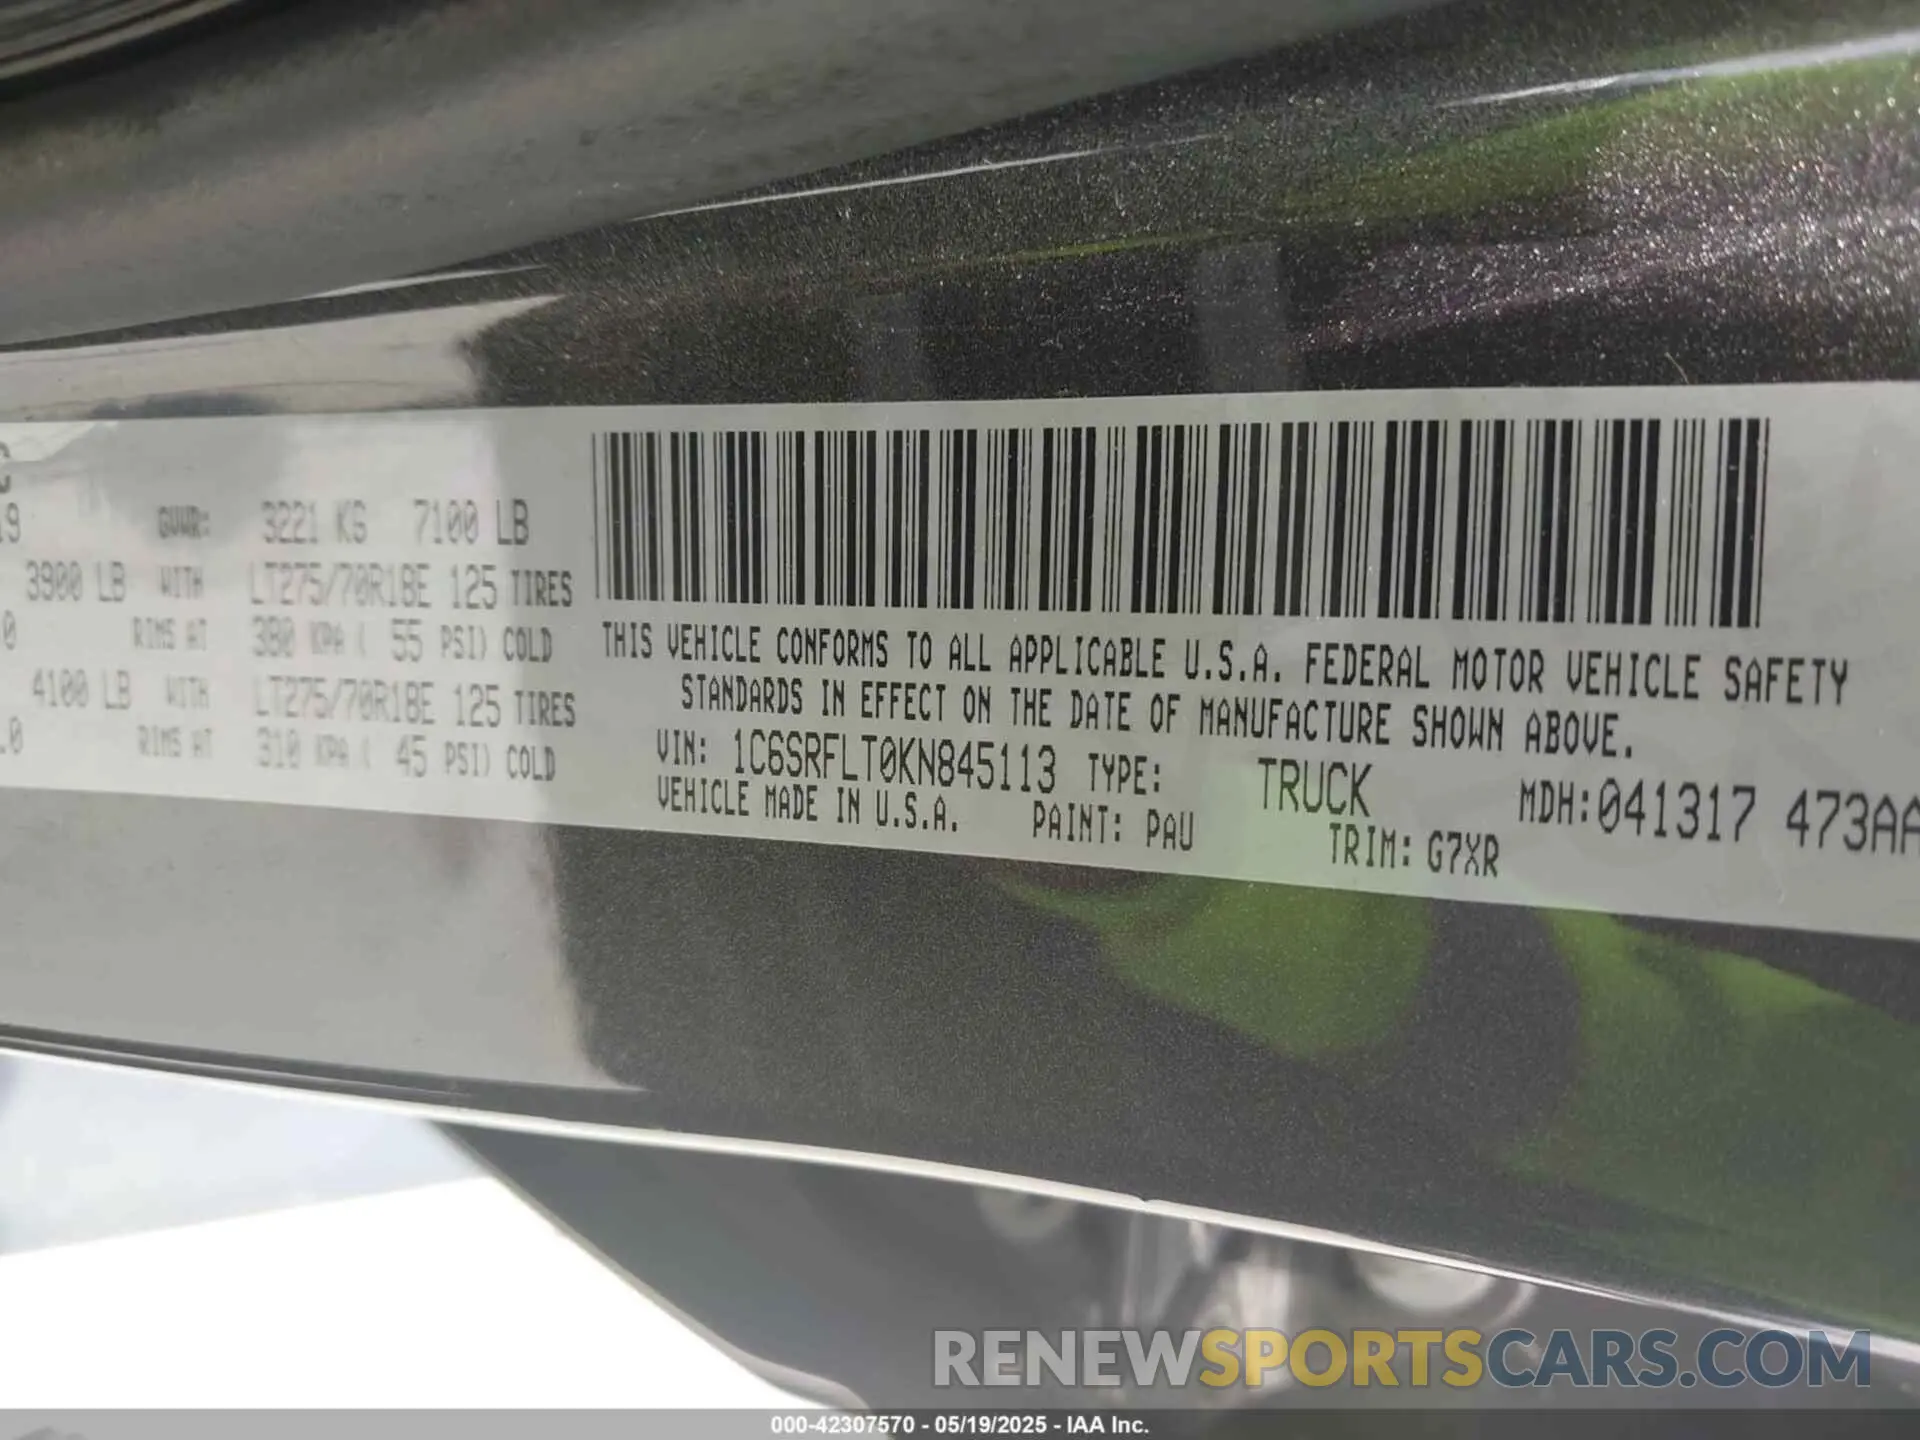 C
19 GVWR: 3221 KG 7100 LB
3900 LB WITH LT275/70R18E 125 TIRES
0 RIMS AT 380 KPA ( 55 PSI) COLD
4100 LB WITH LT275/70R18E 125 TIRES
.0 RIMS AT 310 KPA ( 45 PSI) COLD
THIS VEHICLE CONFORMS TO ALL APPLICABLE U.S.A. FEDERAL MOTOR VEHICLE SAFETY
STANDARDS IN EFFECT ON THE DATE OF MANUFACTURE SHOWN ABOVE.
VIN: 1C6SRFLT0KN845113 TYPE: TRUCK MDH:041317 473AA
VEHICLE MADE IN U.S.A. PAINT: PAU TRIM: G7XR
RENEWSPORTSCARS.COM
000-42307570 - 05/19/2025 - IAA Inc.